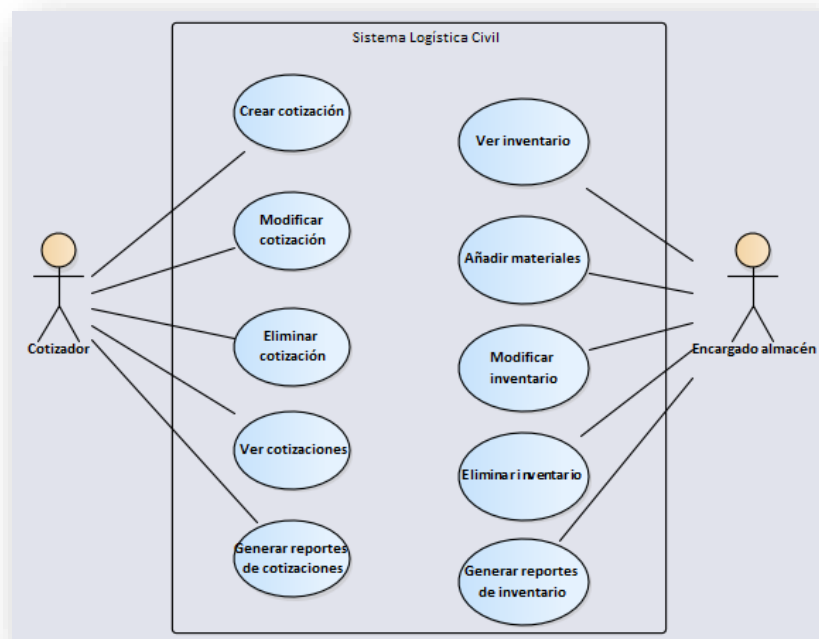 Sistema Logística Civil
Crear cotización
Modificar
cotización
Eliminar
cotización
Ver cotizaciones
Generar reportes
de cotizaciones
Ver inventario
Añadir materiales
Modificar
inventario
Eliminar inventario
Generar reportes
de inventario
Cotizador
Encargado almacén